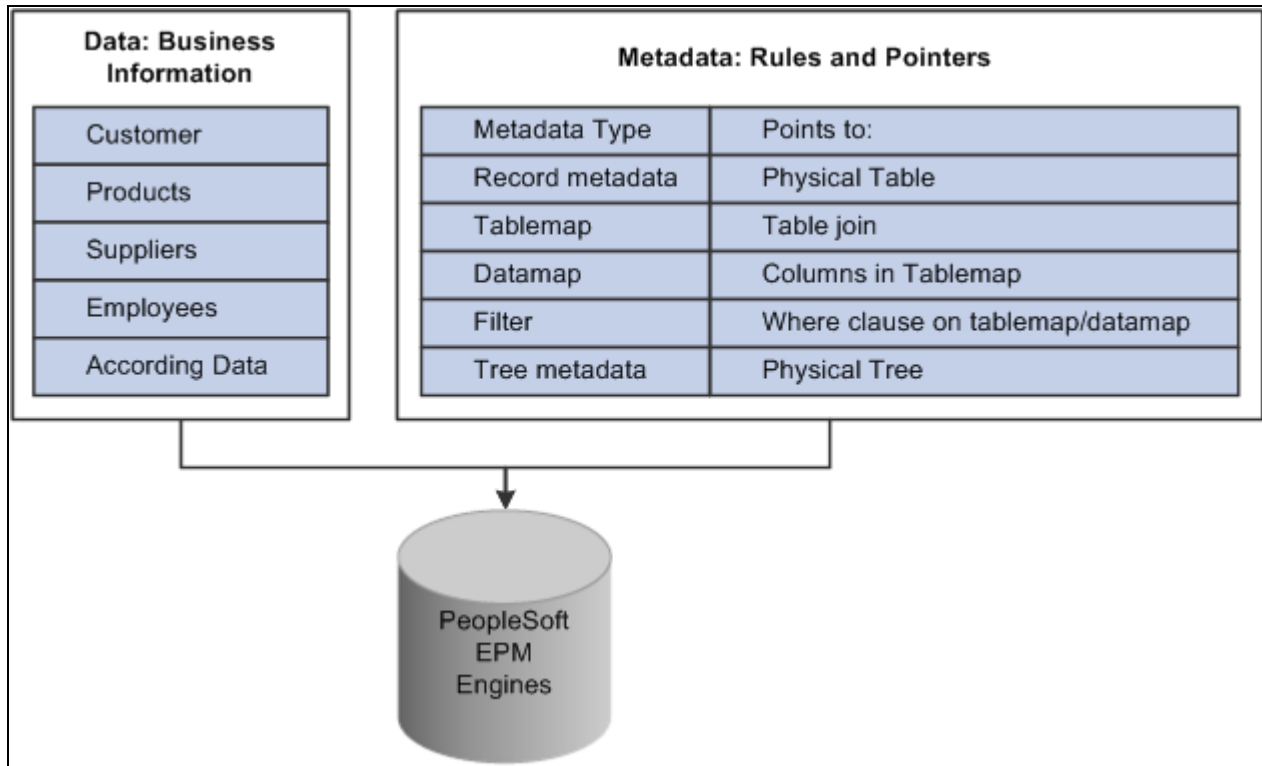 Data: Business
Information
Customer
Products
Suppliers
Employees
According Data
Metadata: Rules and Pointers
Metadata Type Points to:
Record metadata Physical Table
Tablemap Table join
Datamap Columns in Tablemap
Filter Where clause on tablemap/datamap
Tree metadata Physical Tree
PeopleSoft
EPM
Engines